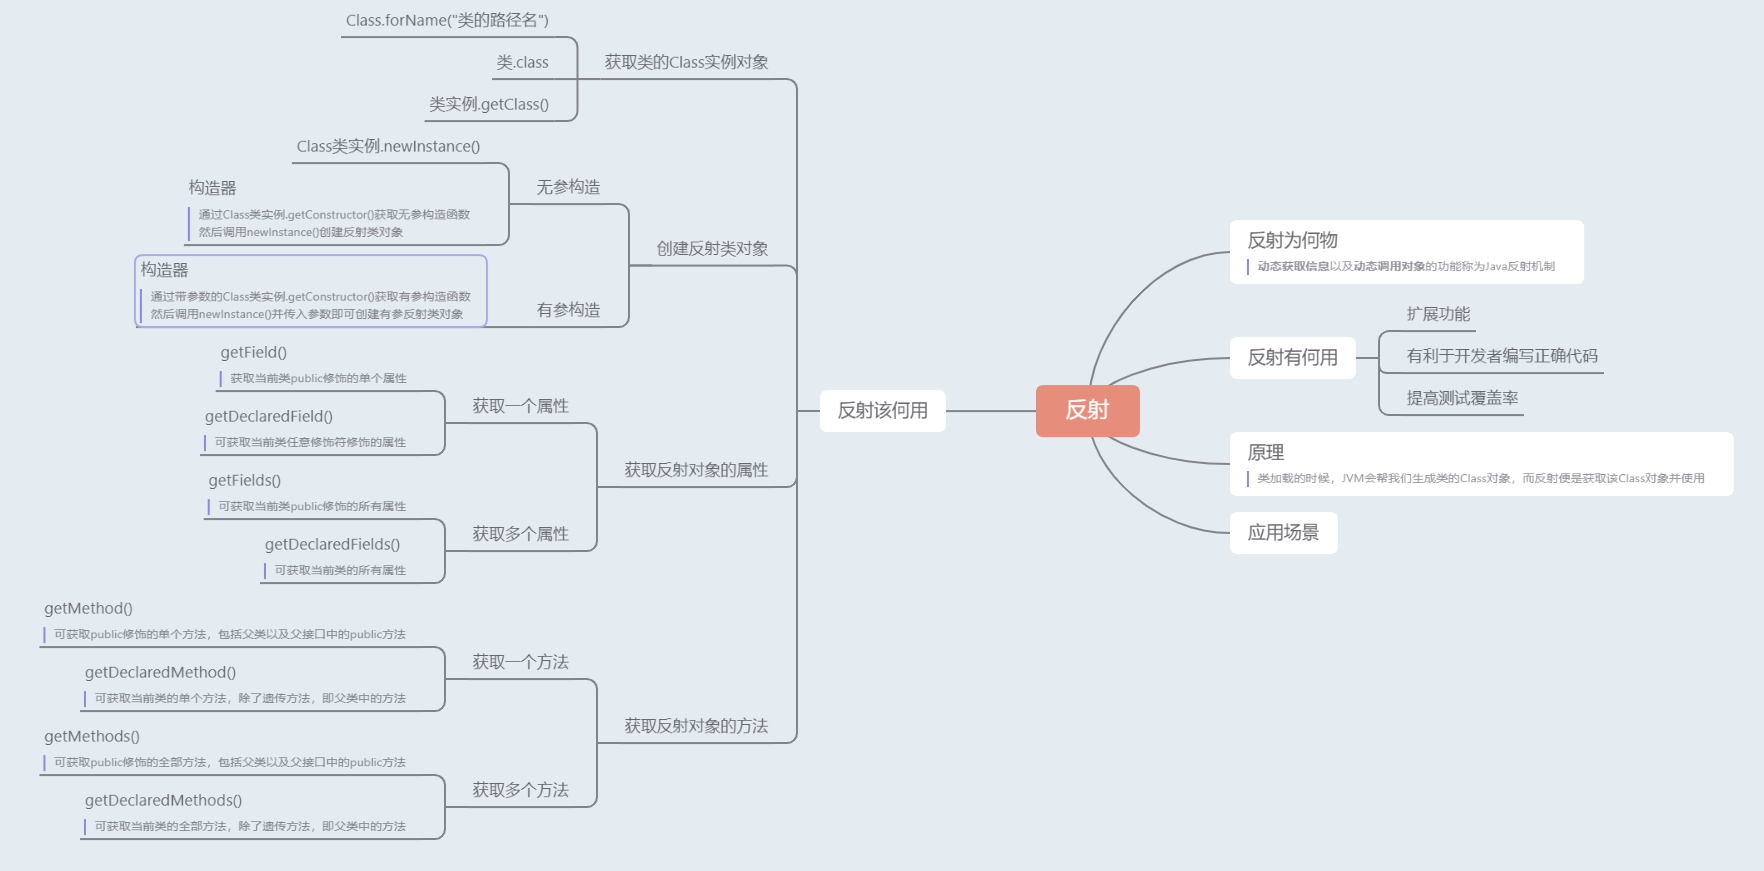 反射
反射为何物
动态获取信息以及动态调用对象的功能称为Java反射机制
反射有何用
扩展功能
有利于开发者编写正确代码
提高测试覆盖率
原理
类加载的时候，JVM会帮我们生成类的Class对象，而反射便是获取该Class对象并使用
应用场景
反射该何用
获取类的Class实例对象
Class.forName("类的路径名")
类.class
类实例.getClass()
创建反射类对象
无参构造
Class类实例.newInstance()
构造器
通过Class类实例.getConstructor()获取无参构造函数
然后调用newInstance()创建反射类对象
有参构造
构造器
通过带参数的Class类实例.getConstructor()获取有参构造函数
然后调用newInstance()并传入参数即可创建有参反射类对象
获取反射对象的属性
获取一个属性
getField()
获取当前类public修饰的单个属性
getDeclaredField()
可获取当前类任意修饰符修饰的属性
获取多个属性
getFields()
可获取当前类public修饰的所有属性
getDeclaredFields()
可获取当前类的所有属性
获取反射对象的方法
获取一个方法
getMethod()
可获取public修饰的单个方法，包括父类以及父接口中的public方法
getDeclaredMethod()
可获取当前类的单个方法，除了遗传方法，即父类中的方法
获取多个方法
getMethods()
可获取public修饰的全部方法，包括父类以及父接口中的public方法
getDeclaredMethods()
可获取当前类的全部方法，除了遗传方法，即父类中的方法